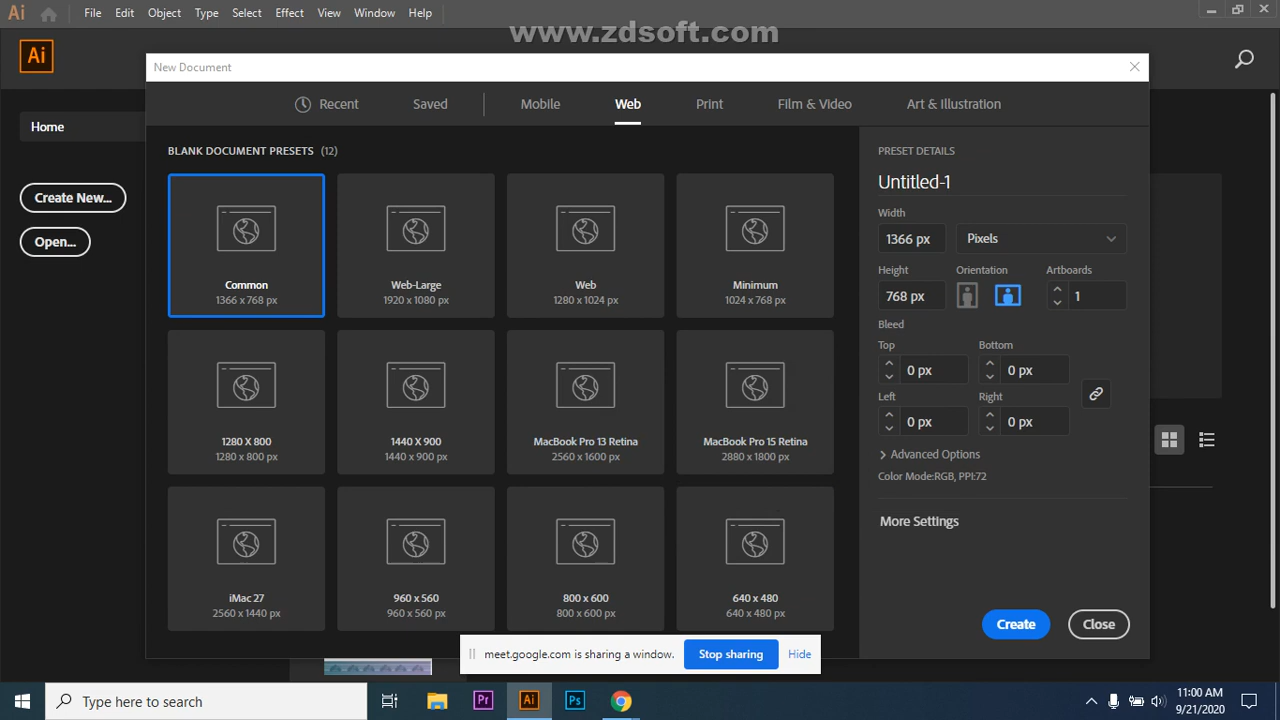 Ai File Edit Object Type Select Effect View Window Help
www.zdsoft.com
Ai
New Document
Recent Saved Mobile Web Print Film & Video Art & Illustration
Home
Create New...
Open...
BLANK DOCUMENT PRESETS (12)
Common
1366 x 768 px
Web-Large
1920 x 1080 px
Web
1280 x 1024 px
Minimum
1024 x 768 px
1280 X 800
1280 x 800 px
1440 X 900
1440 x 900 px
MacBook Pro 13 Retina
2560 x 1600 px
MacBook Pro 15 Retina
2880 x 1800 px
iMac 27
2560 x 1440 px
960 x 560
960 x 560 px
800 x 600
800 x 600 px
640 x 480
640 x 480 px
PRESET DETAILS
Untitled-1
Width
1366 px Pixels
Height Orientation Artboards
768 px 1
Bleed
Top Bottom
0 px 0 px
Left Right
0 px 0 px
Advanced Options
Color Mode:RGB, PPI:72
More Settings
Create Close
meet.google.com is sharing a window. Stop sharing Hide
Type here to search
Pr Ai Ps
11:00 AM
9/21/2020